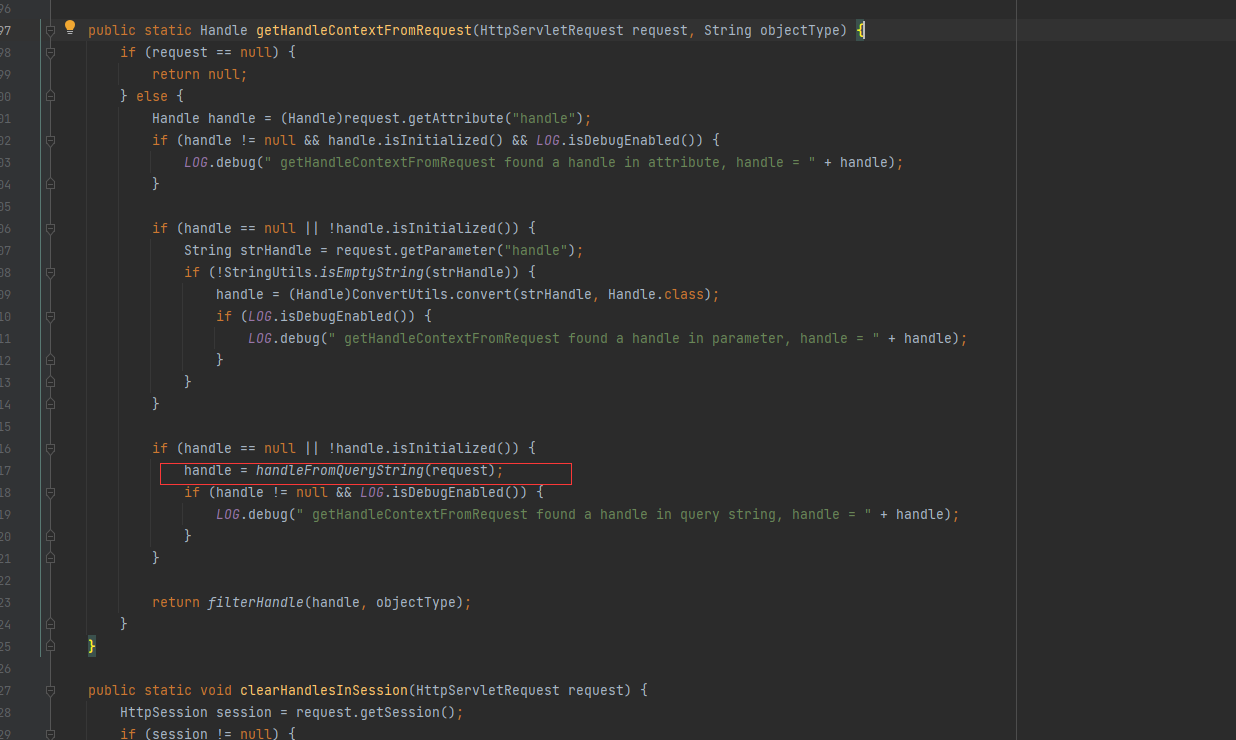 96
97 public static Handle getHandleContextFromRequest(HttpServletRequest request, String objectType) {
98 if (request == null) {
99 return null;
00 } else {
01 Handle handle = (Handle)request.getAttribute("handle");
02 if (handle != null && handle.isInitialized() && LOG.isDebugEnabled()) {
03 LOG.debug(" getHandleContextFromRequest found a handle in attribute, handle = " + handle);
04 }
05
06 if (handle == null || !handle.isInitialized()) {
07 String strHandle = request.getParameter("handle");
08 if (!StringUtils.isEmptyString(strHandle)) {
09 handle = (Handle)ConvertUtils.convert(strHandle, Handle.class);
10 if (LOG.isDebugEnabled()) {
11 LOG.debug(" getHandleContextFromRequest found a handle in parameter, handle = " + handle);
12 }
13 }
14 }
15
16 if (handle == null || !handle.isInitialized()) {
17 handle = handleFromQueryString(request);
18 if (handle != null && LOG.isDebugEnabled()) {
19 LOG.debug(" getHandleContextFromRequest found a handle in query string, handle = " + handle);
20 }
21 }
22
23 return filterHandle(handle, objectType);
24 }
25 }
26
27 public static void clearHandlesInSession(HttpServletRequest request) {
28 HttpSession session = request.getSession();
29 if (session != null) {